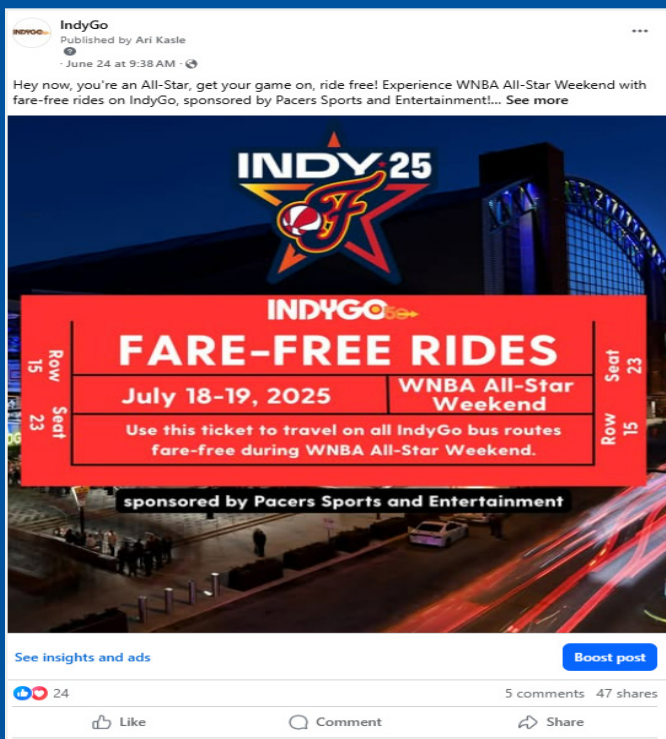 INDYGO
IndyGo
Published by Ari Kasle
· June 24 at 9:38 AM ·
Hey now, you're an All-Star, get your game on, ride free! Experience WNBA All-Star Weekend with
fare-free rides on IndyGo, sponsored by Pacers Sports and Entertainment!... See more
INDY 25
F
INDYGO 50
FARE-FREE RIDES
Row
15
Seat
23
July 18-19, 2025
WNBA All-Star
Weekend
Use this ticket to travel on all IndyGo bus routes
fare-free during WNBA All-Star Weekend.
Seat
23
Row
15
sponsored by Pacers Sports and Entertainment
See insights and ads
Boost post
24
5 comments 47 shares
Like
Comment
Share